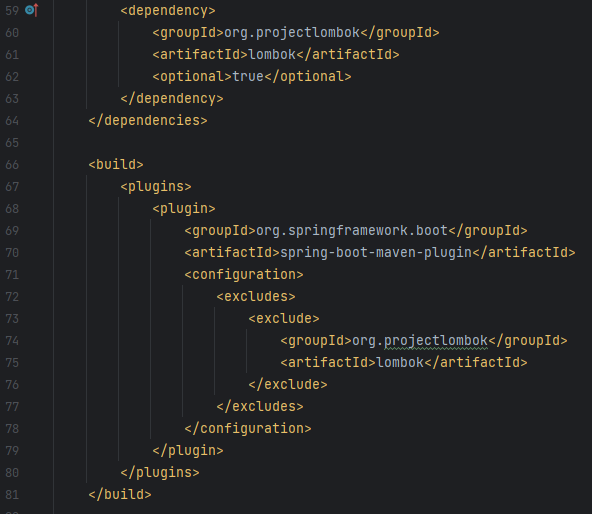 59 <dependency>
60 <groupId>org.projectlombok</groupId>
61 <artifactId>lombok</artifactId>
62 <optional>true</optional>
63 </dependency>
64 </dependencies>
65
66 <build>
67 <plugins>
68 <plugin>
69 <groupId>org.springframework.boot</groupId>
70 <artifactId>spring-boot-maven-plugin</artifactId>
71 <configuration>
72 <excludes>
73 <exclude>
74 <groupId>org.projectlombok</groupId>
75 <artifactId>lombok</artifactId>
76 </exclude>
77 </excludes>
78 </configuration>
79 </plugin>
80 </plugins>
81 </build>